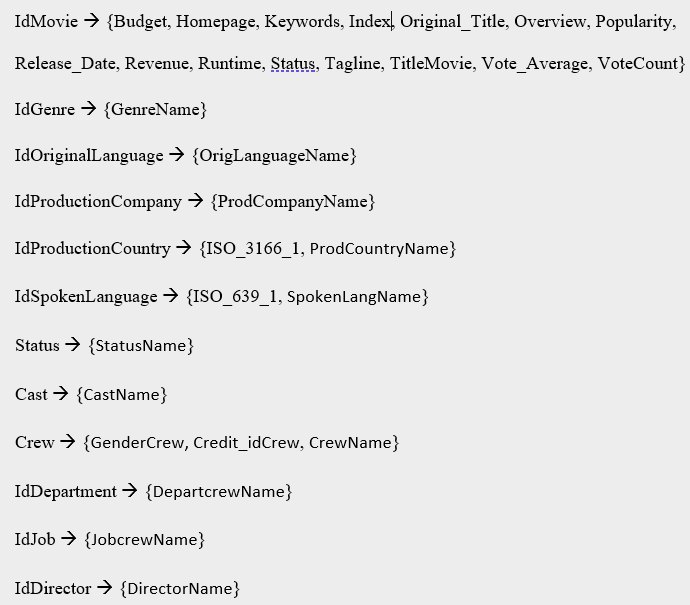 IdMovie → {Budget, Homepage, Keywords, Index, Original_Title, Overview, Popularity,
Release_Date, Revenue, Runtime, Status, Tagline, TitleMovie, Vote_Average, VoteCount}
IdGenre → {GenreName}
IdOriginalLanguage → {OrigLanguageName}
IdProductionCompany → {ProdCompanyName}
IdProductionCountry → {ISO_3166_1, ProdCountryName}
IdSpokenLanguage → {ISO_639_1, SpokenLangName}
Status → {StatusName}
Cast → {CastName}
Crew → {GenderCrew, Credit_idCrew, CrewName}
IdDepartment → {DepartcrewName}
IdJob → {JobcrewName}
IdDirector → {DirectorName}